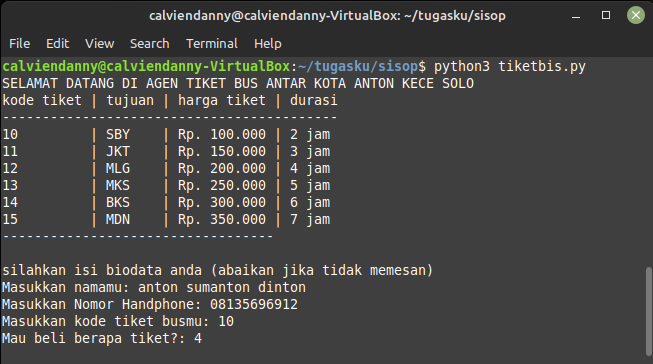 calviendanny@calviendanny-VirtualBox: ~/tugasku/sisop
File Edit View Search Terminal Help
calviendanny@calviendanny-VirtualBox:~/tugasku/sisop$ python3 tiketbis.py
SELAMAT DATANG DI AGEN TIKET BUS ANTAR KOTA ANTON KECE SOLO
kode tiket | tujuan | harga tiket | durasi
------------------------------------------
10         | SBY    | Rp. 100.000 | 2 jam
11         | JKT    | Rp. 150.000 | 3 jam
12         | MLG    | Rp. 200.000 | 4 jam
13         | MKS    | Rp. 250.000 | 5 jam
14         | BKS    | Rp. 300.000 | 6 jam
15         | MDN    | Rp. 350.000 | 7 jam
----------------------------------
silahkan isi biodata anda (abaikan jika tidak memesan)
Masukkan namamu: anton sumanton dinton
Masukkan Nomor Handphone: 08135696912
Masukkan kode tiket busmu: 10
Mau beli berapa tiket?: 4